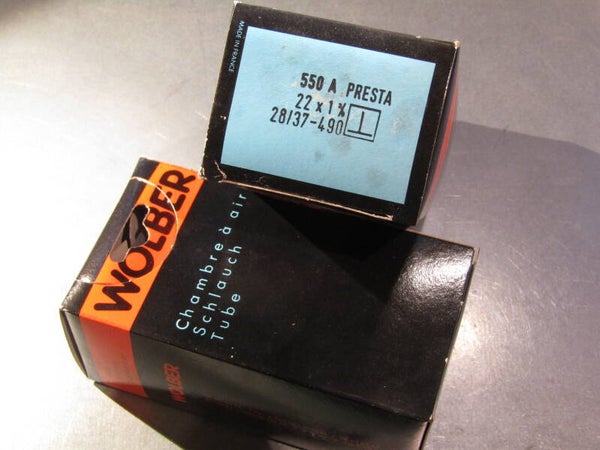 MADE IN FRANCE
550 A PRESTA
22 x 1 ⅜
28/37-490
WOLBER
Chambre à air
Schlauch
Tube
WOLBER